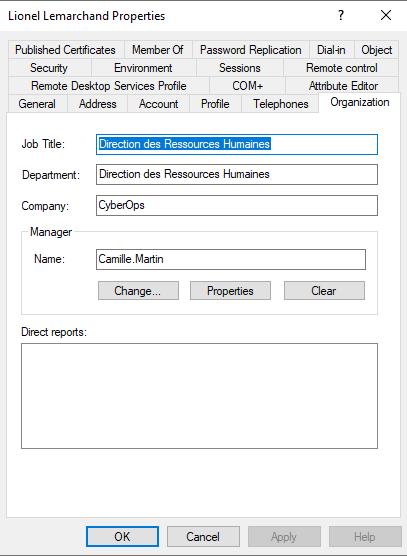 Lionel Lemarchand Properties
?
Published Certificates Member Of Password Replication Dial-in Object
Security Environment Sessions Remote control
Remote Desktop Services Profile COM+ Attribute Editor
General Address Account Profile Telephones Organization
Job Title: Direction des Ressources Humaines
Department: Direction des Ressources Humaines
Company: CyberOps
Manager
Name: Camille.Martin
Change... Properties Clear
Direct reports:
OK Cancel Apply Help